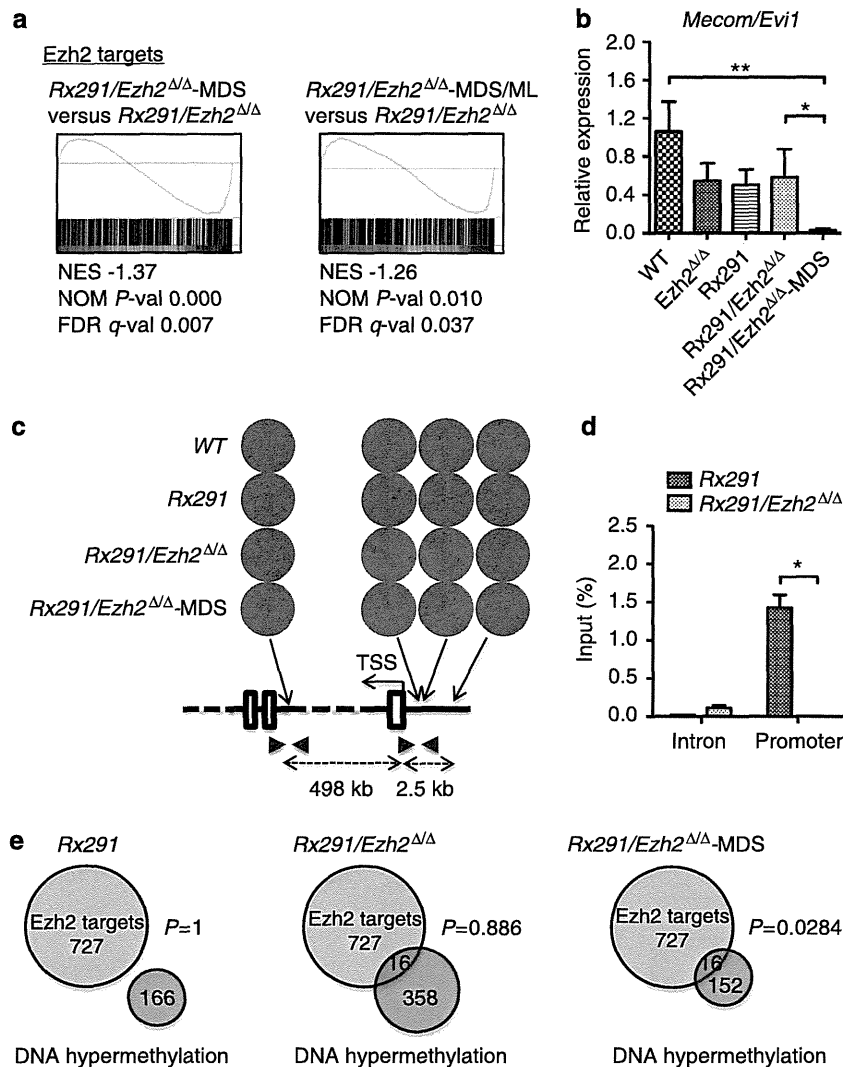 a
Ezh2 targets
Rx291/Ezh2Δ/Δ-MDS
versus Rx291/Ezh2Δ/Δ
NES -1.37
NOM P-val 0.000
FDR q-val 0.007
Rx291/Ezh2Δ/Δ-MDS/ML
versus Rx291/Ezh2Δ/Δ
NES -1.26
NOM P-val 0.010
FDR q-val 0.037
b
Mecom/Evi1
**
*
Relative expression
1.6
1.2
0.8
0.4
0.0
WT
Ezh2Δ/Δ
Rx291
Rx291/Ezh2Δ/Δ
Rx291/Ezh2Δ/Δ-MDS
c
WT
Rx291
Rx291/Ezh2Δ/Δ
Rx291/Ezh2Δ/Δ-MDS
TSS
498 kb
2.5 kb
d
Rx291
Rx291/Ezh2Δ/Δ
*
Input (%)
2.5
2.0
1.5
1.0
0.5
0.0
Intron
Promoter
e
Rx291
Ezh2 targets
727
P=1
166
DNA hypermethylation
Rx291/Ezh2Δ/Δ
Ezh2 targets
727
P=0.886
16
358
DNA hypermethylation
Rx291/Ezh2Δ/Δ-MDS
Ezh2 targets
727
P=0.0284
16
152
DNA hypermethylation